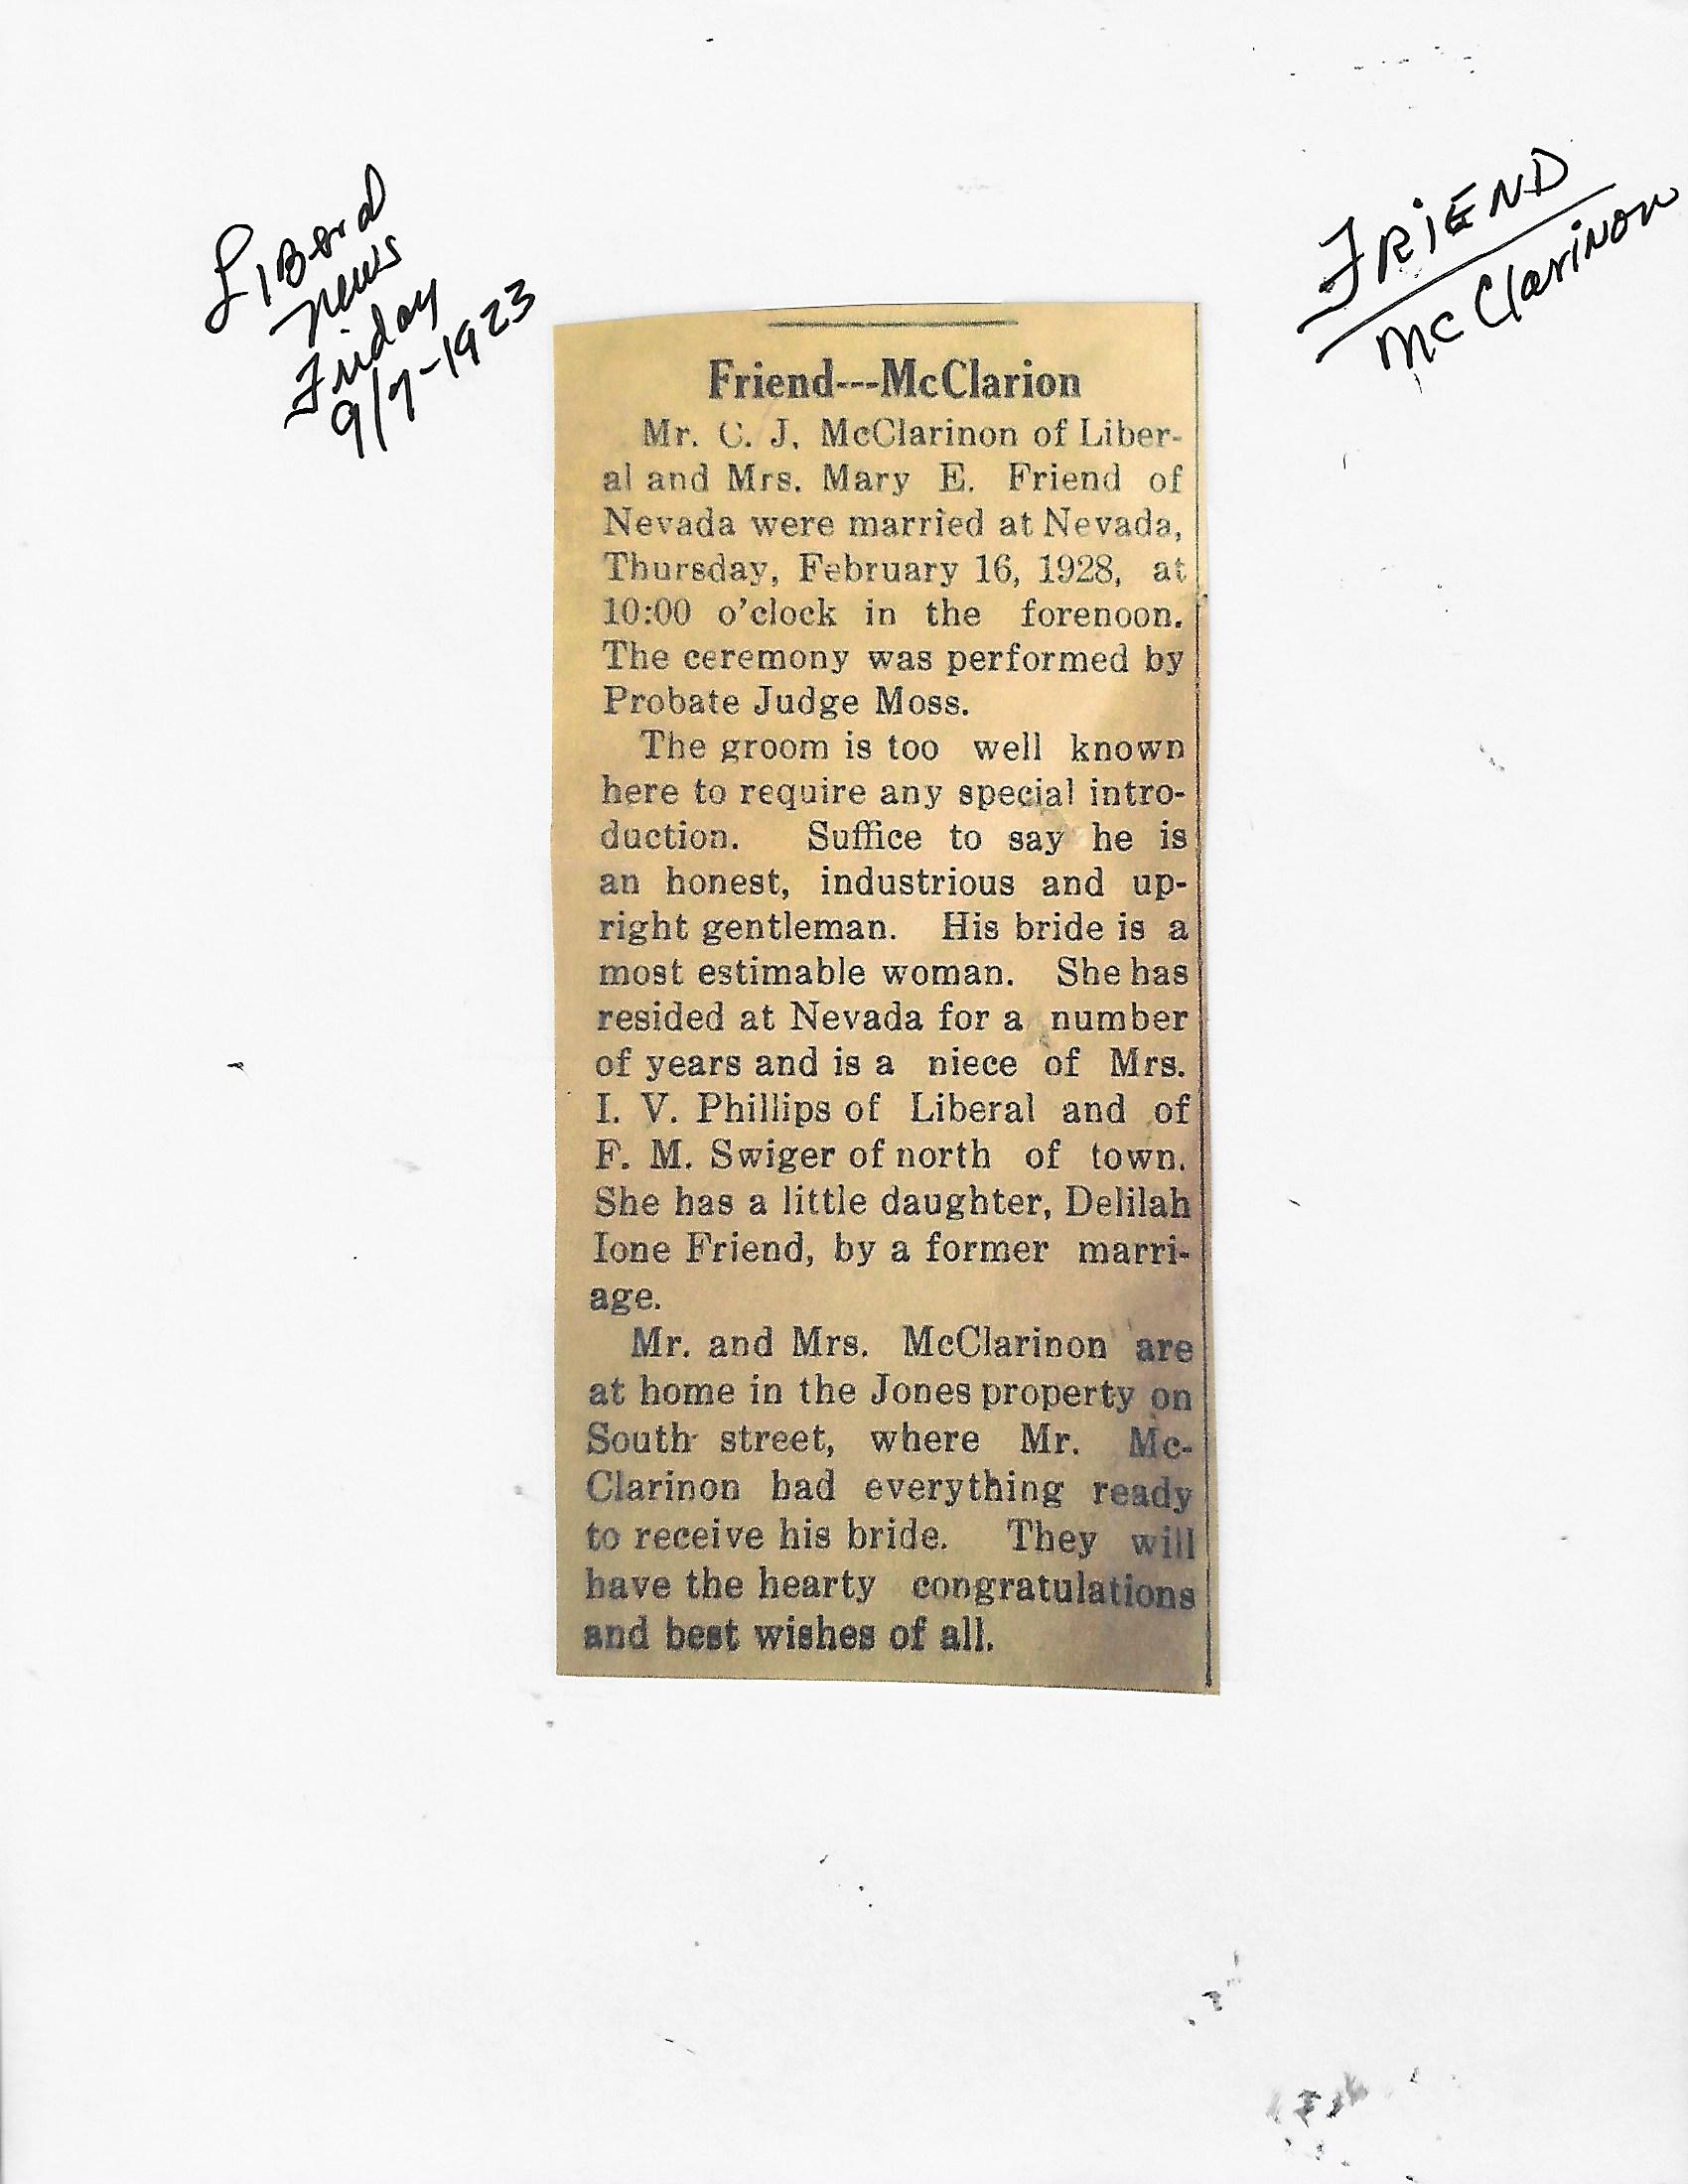 LIBeral
News
Friday
9/7-1923
FRIEND
McClarinon
Friend---McClarion
Mr. C. J. McClarinon of Liber-
al and Mrs. Mary E. Friend of
Nevada were married at Nevada,
Thursday, February 16, 1928, at
10:00 o'clock in the forenoon.
The ceremony was performed by
Probate Judge Moss.
The groom is too well known
here to require any special intro-
duction. Suffice to say he is
an honest, industrious and up-
right gentleman. His bride is a
most estimable woman. She has
resided at Nevada for a number
of years and is a niece of Mrs.
I. V. Phillips of Liberal and of
F. M. Swiger of north of town.
She has a little daughter, Delilah
Ione Friend, by a former marri-
age.
Mr. and Mrs. McClarinon are
at home in the Jones property on
South street, where Mr. Mc-
Clarinon had everything ready
to receive his bride. They will
have the hearty congratulations
and best wishes of all.